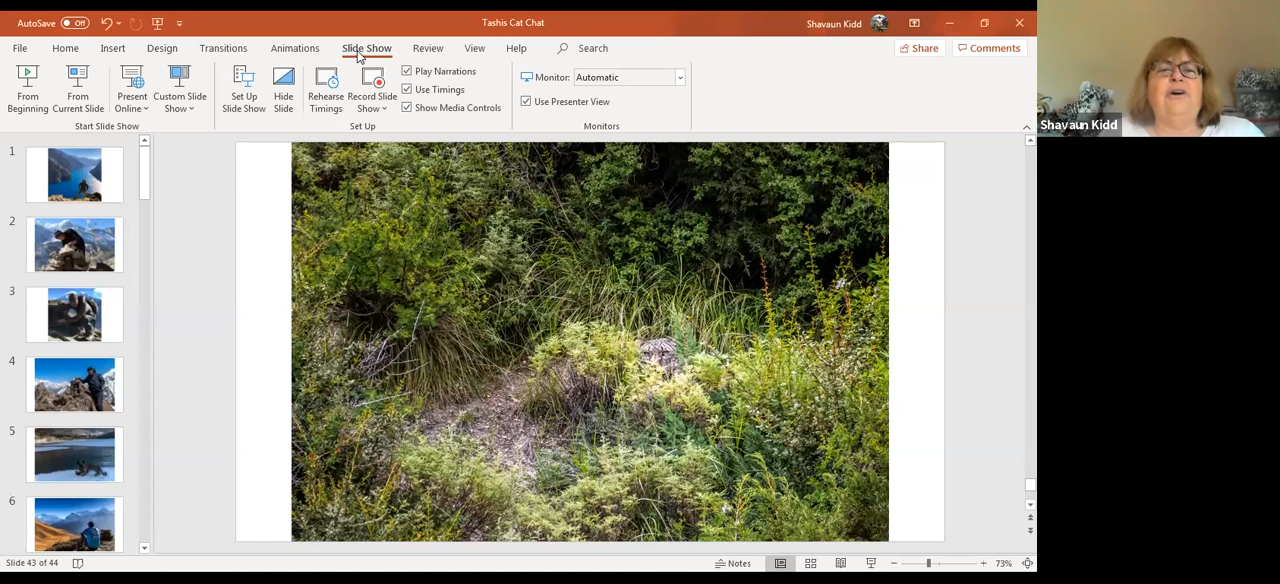 AutoSave Off
Tashis Cat Chat
Shavaun Kidd
File Home Insert Design Transitions Animations Slide Show Review View Help Search
Share Comments
From Beginning
From Current Slide
Present Online
Custom Slide Show
Start Slide Show
Set Up Slide Show
Hide Slide
Rehearse Timings
Record Slide Show
Play Narrations
Use Timings
Show Media Controls
Set Up
Monitor: Automatic
Use Presenter View
Monitors
Shavaun Kidd
1
2
3
4
5
6
Slide 43 of 44
Notes
73%